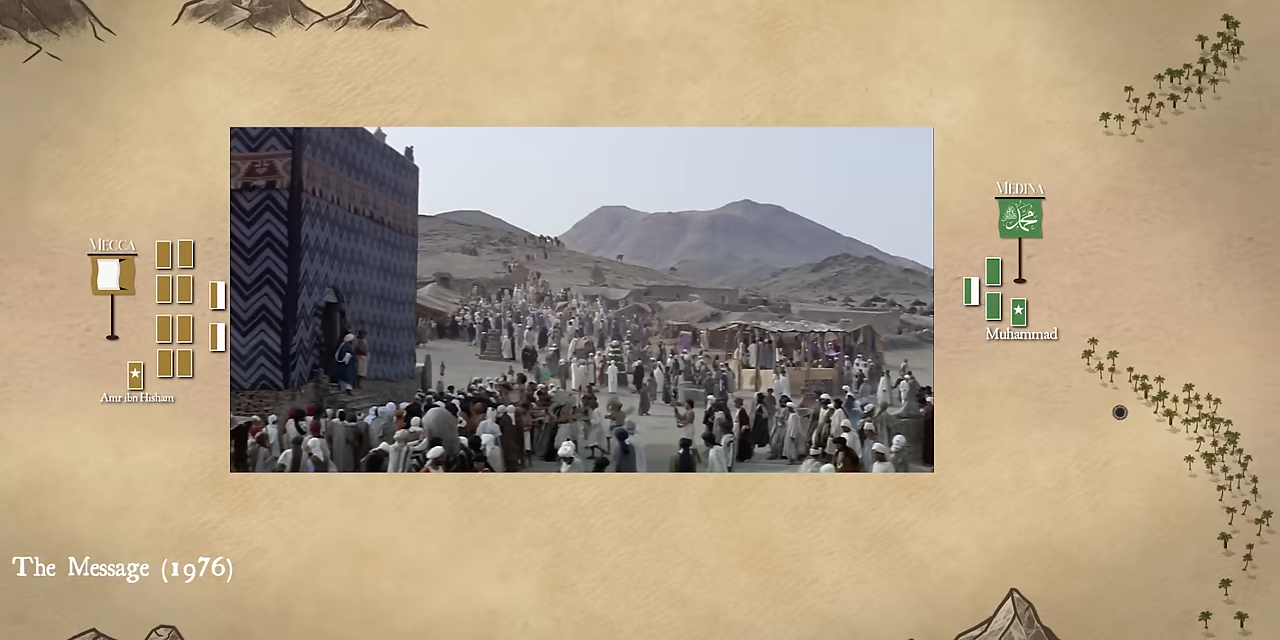 MECCA
Amr ibn Hisham
MEDINA
محمد
Muhammad
The Message (1976)